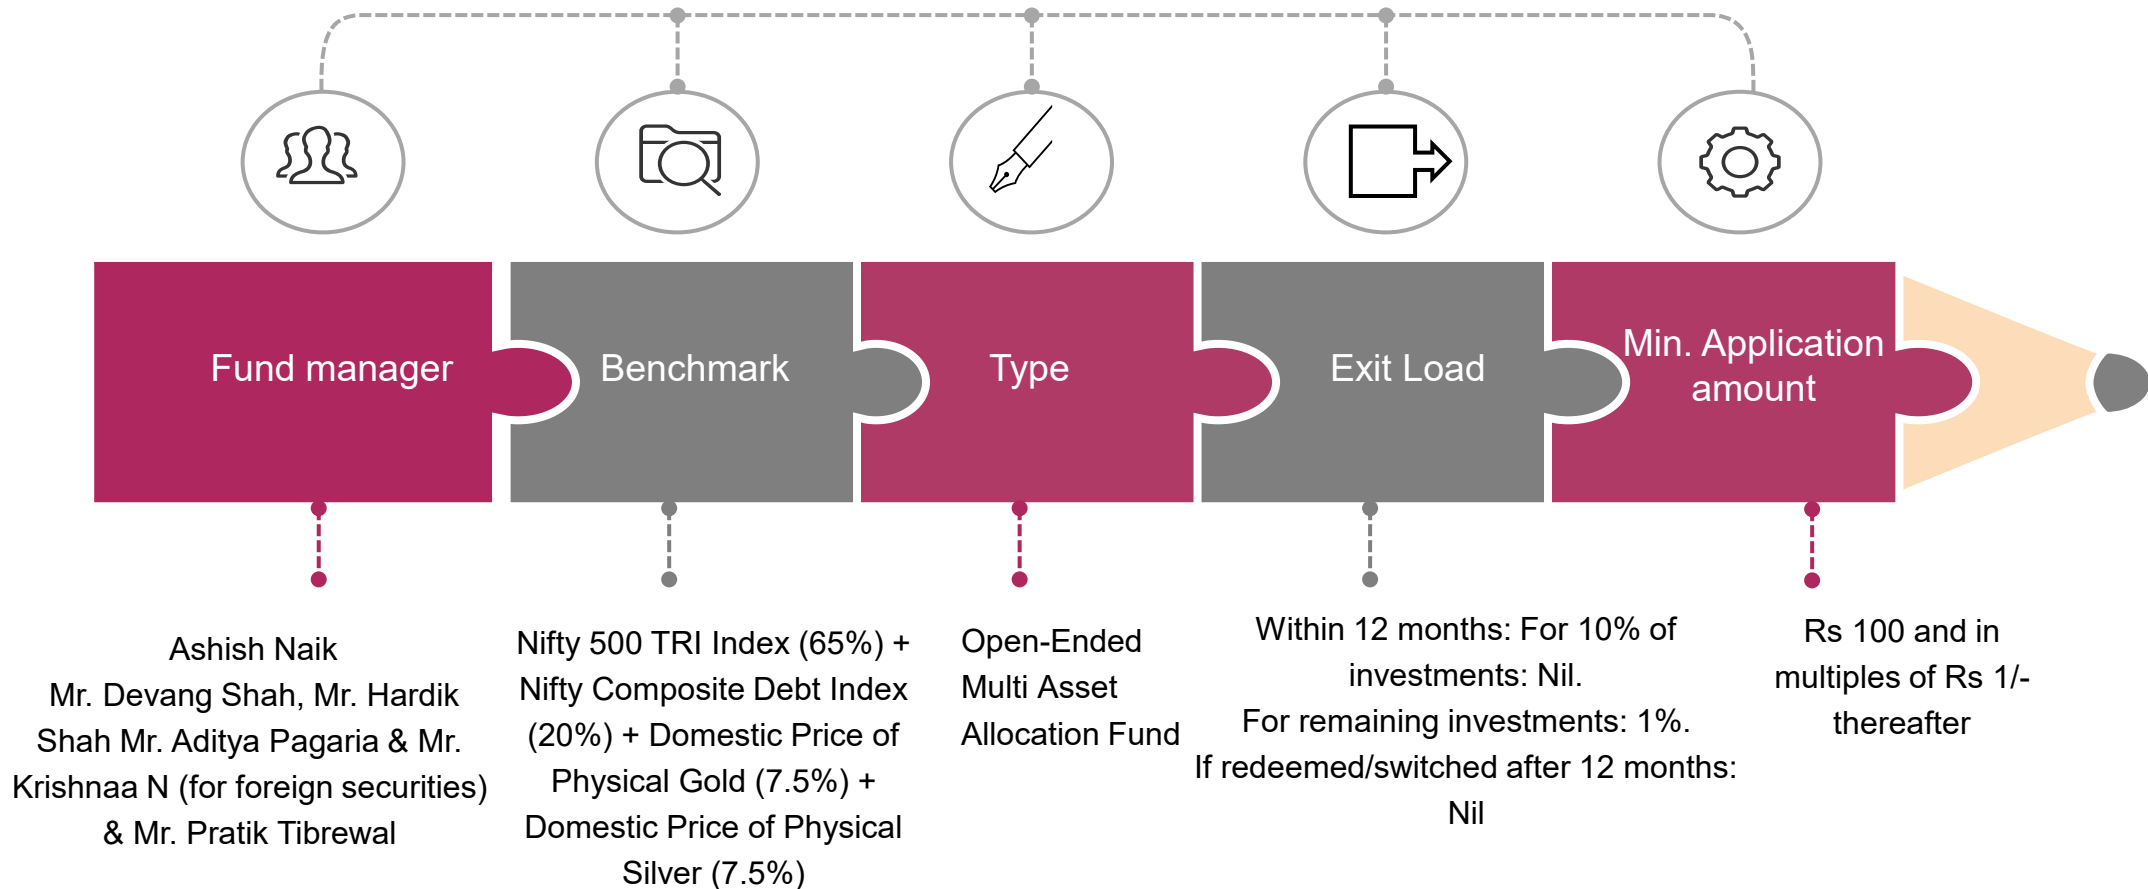 Fund manager
Benchmark
Type
Exit Load
Min. Application
amount
Ashish Naik
Mr. Devang Shah, Mr. Hardik
Shah Mr. Aditya Pagaria & Mr.
Krishnaa N (for foreign securities)
& Mr. Pratik Tibrewal
Nifty 500 TRI Index (65%) +
Nifty Composite Debt Index
(20%) + Domestic Price of
Physical Gold (7.5%) +
Domestic Price of Physical
Silver (7.5%)
Open-Ended
Multi Asset
Allocation Fund
Within 12 months: For 10% of
investments: Nil.
For remaining investments: 1%.
If redeemed/switched after 12 months:
Nil
Rs 100 and in
multiples of Rs 1/-
thereafter